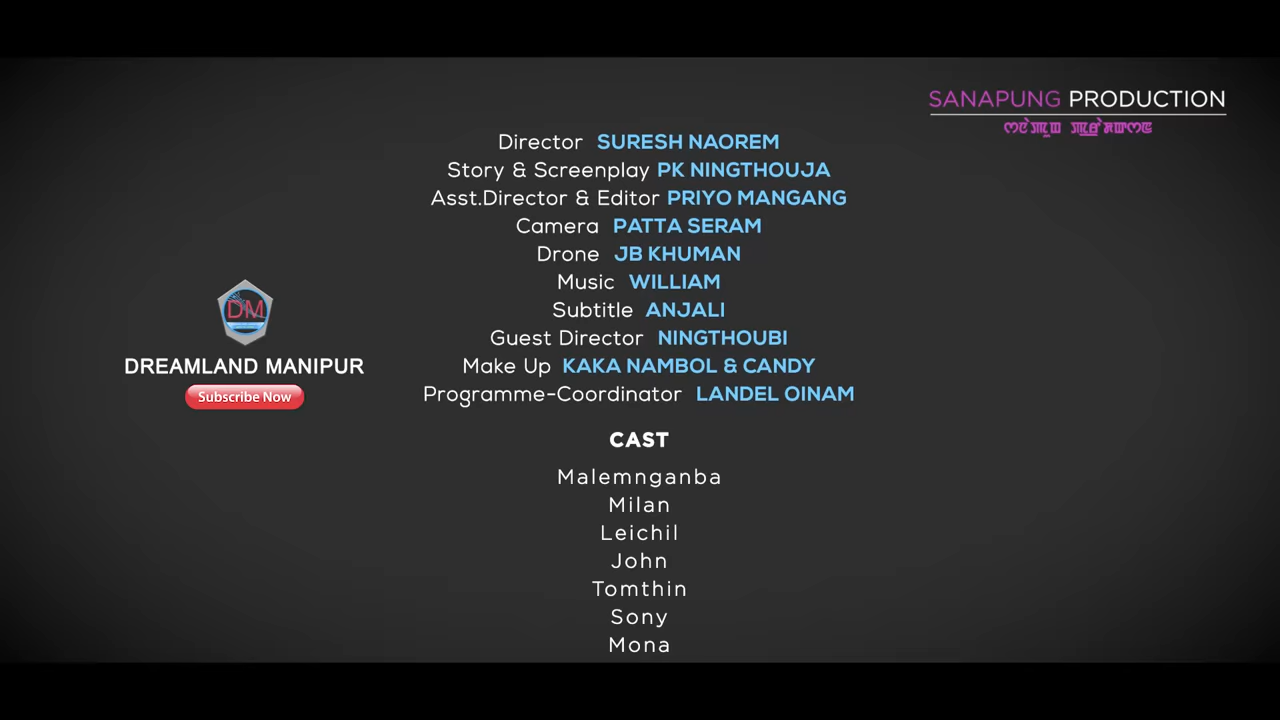 SANAPUNG PRODUCTION
Director SURESH NAOREM
Story & Screenplay PK NINGTHOUJA
Asst.Director & Editor PRIYO MANGANG
Camera PATTA SERAM
Drone JB KHUMAN
Music WILLIAM
Subtitle ANJALI
Guest Director NINGTHOUBI
Make Up KAKA NAMBOL & CANDY
Programme-Coordinator LANDEL OINAM
DM
DREAMLAND MANIPUR
Subscribe Now
CAST
Malemnganba
Milan
Leichil
John
Tomthin
Sony
Mona